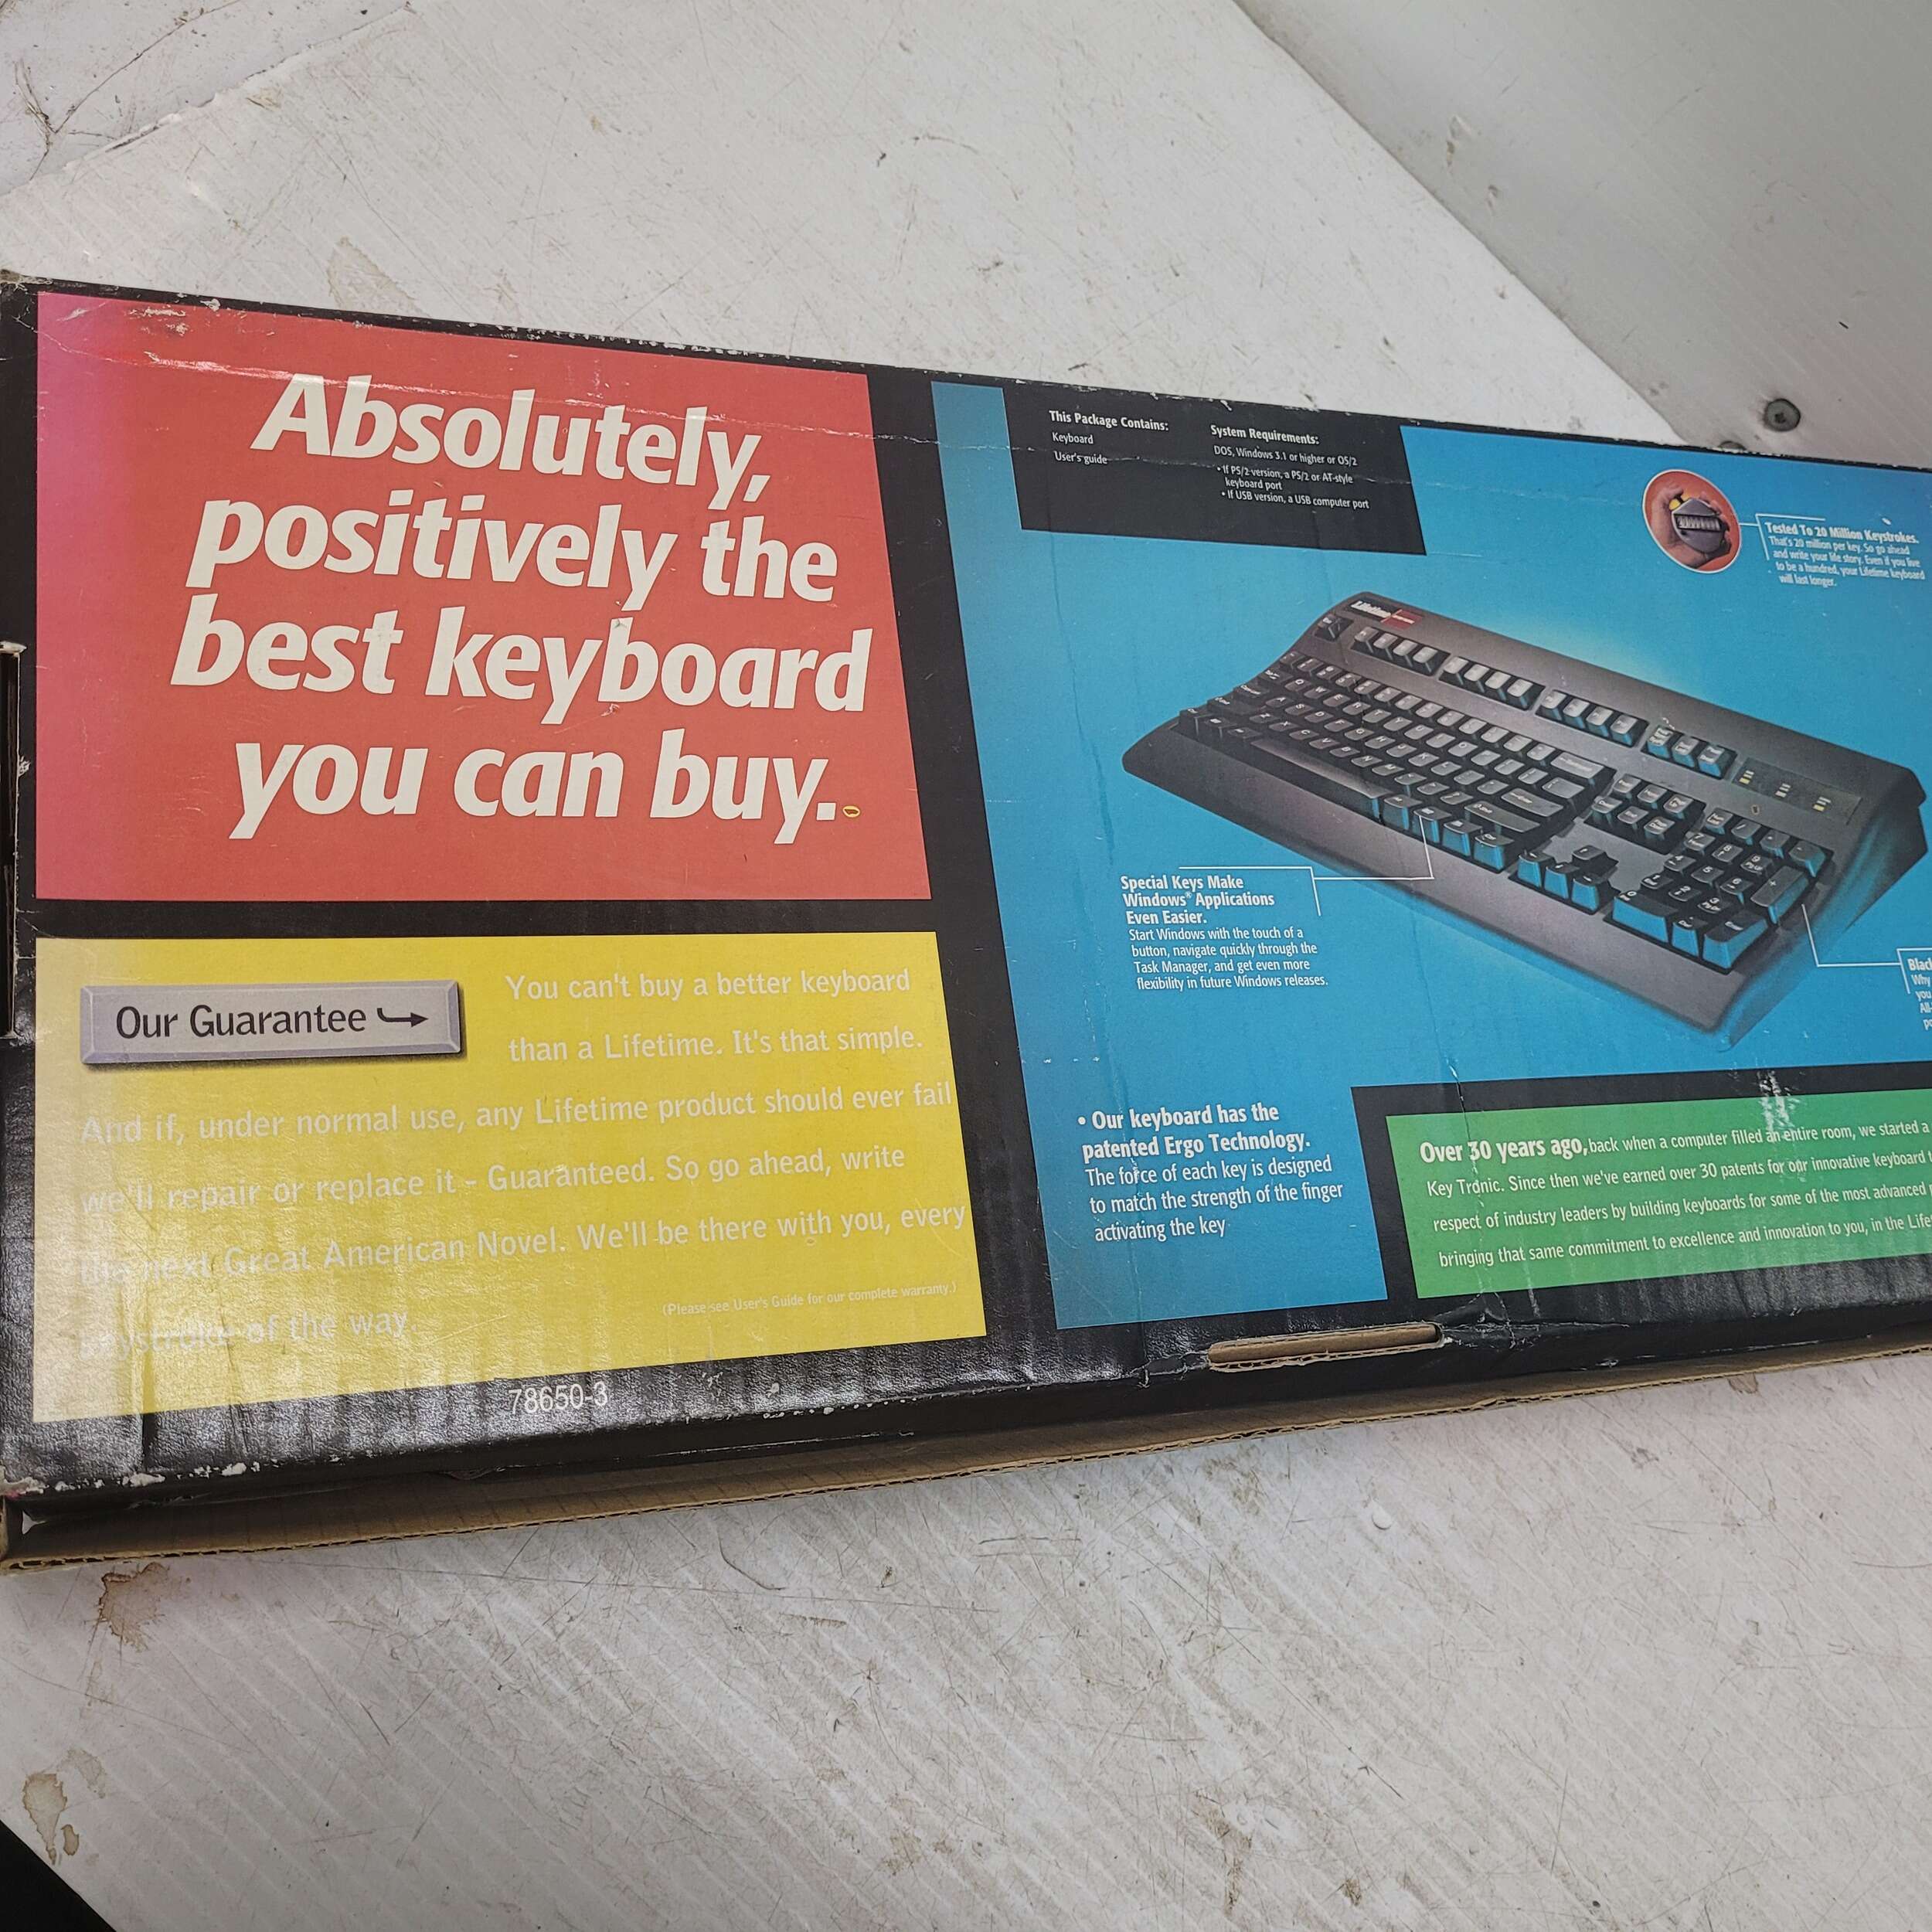 Absolutely,
positively the
best keyboard
you can buy.
Our Guarantee
You can't buy a better keyboard
than a Lifetime. It's that simple.
And if, under normal use, any Lifetime product should ever fail
we'll repair or replace it - Guaranteed. So go ahead, write
the next Great American Novel. We'll be there with you, every
keystroke of the way.
(Please see User's Guide for our complete warranty.)
78650-3
This Package Contains:
Keyboard
User's guide
System Requirements:
DOS, Windows 3.1 or higher or OS/2
• If PS/2 version, a PS/2 or AT-style
keyboard port
• If USB version, a USB computer port
Tested To 20 Million Keystrokes.
That's 20 million per key. So go ahead
and write your life story. Even if you live
to be a hundred, your Lifetime keyboard
will last longer.
Lifetime
Special Keys Make
Windows® Applications
Even Easier.
Start Windows with the touch of a
button, navigate quickly through the
Task Manager, and get even more
flexibility in future Windows releases.
Why
you
• Our keyboard has the
patented Ergo Technology.
The force of each key is designed
to match the strength of the finger
activating the key
Over 30 years ago, back when a computer filled an entire room, we started a
Key Tronic. Since then we've earned over 30 patents for our innovative keyboard
respect of industry leaders by building keyboards for some of the most advanced
bringing that same commitment to excellence and innovation to you, in the